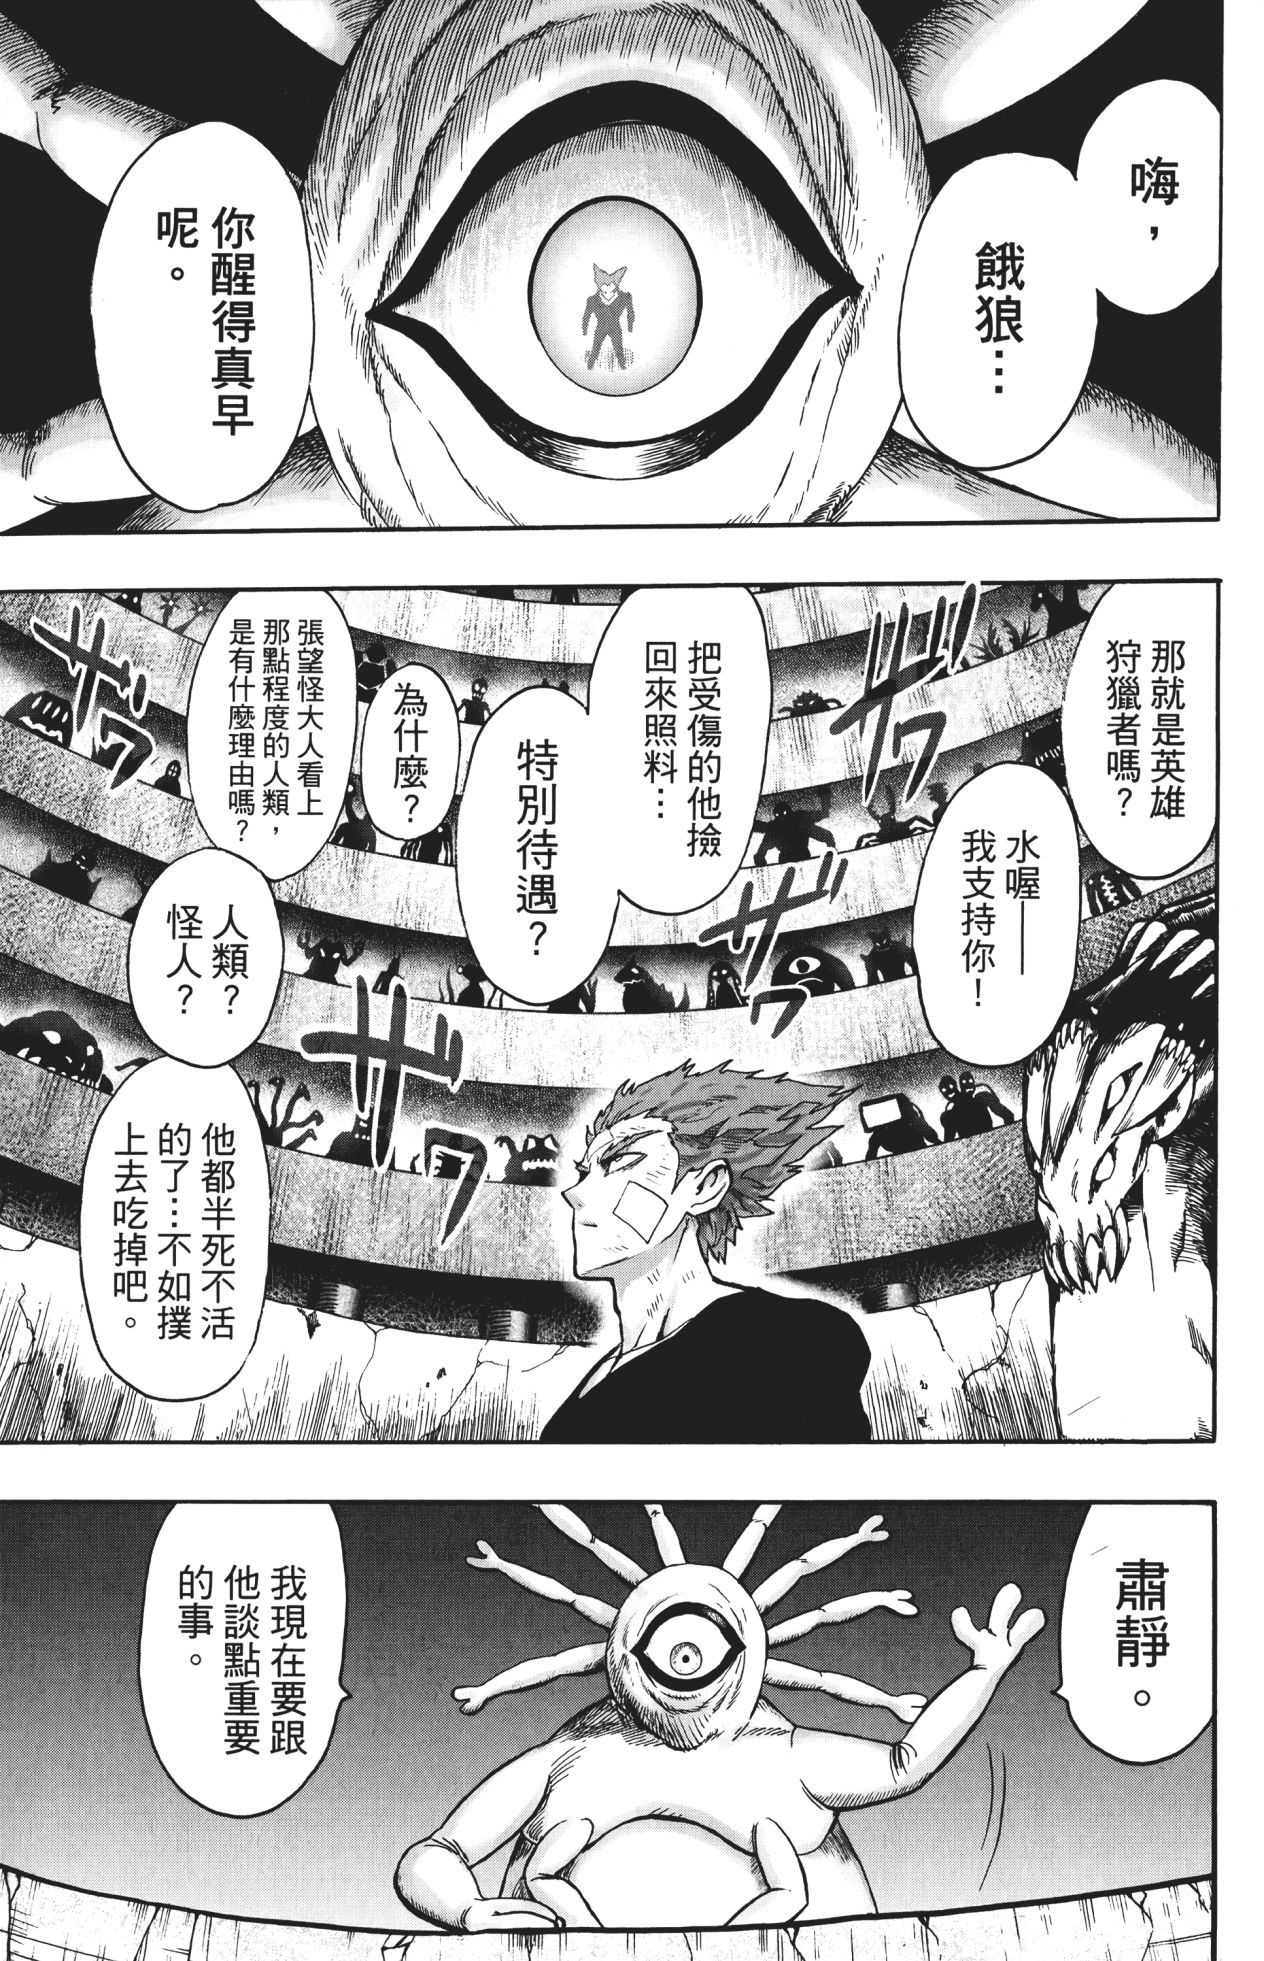 嗨，
餓狼…
你醒得真早
呢。
那就是英雄
狩獵者嗎？
水喔——
我支持你！
把受傷的他撿
回來照料…
特別待遇？
為什麼？
張望怪大人看上
那點程度的人類，
是有什麼理由嗎？
人類？
怪人？
他都半死不活
的了…不如撲
上去吃掉吧。
ザワ
ザワ
ザワ
ザワ
肅靜。
我現在要跟
他談點重要
的事。